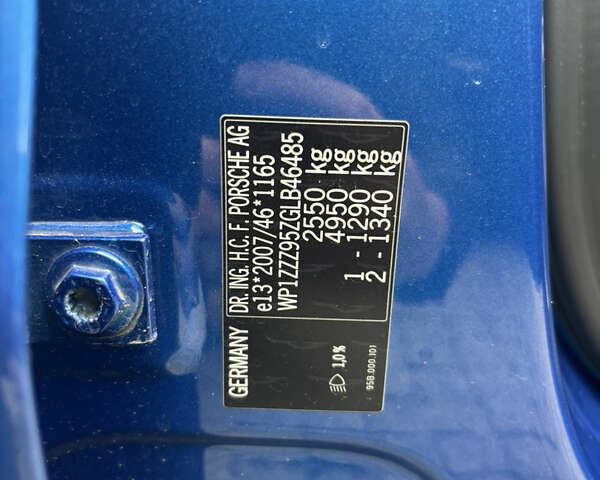 GERMANY DR. ING. H.C. F. PORSCHE AG
e13*2007/46*1165
WP1ZZZ95ZGLB46485
2550 kg
4950 kg
1 - 1290 kg
2 - 1340 kg
1,0%
95B.000.101